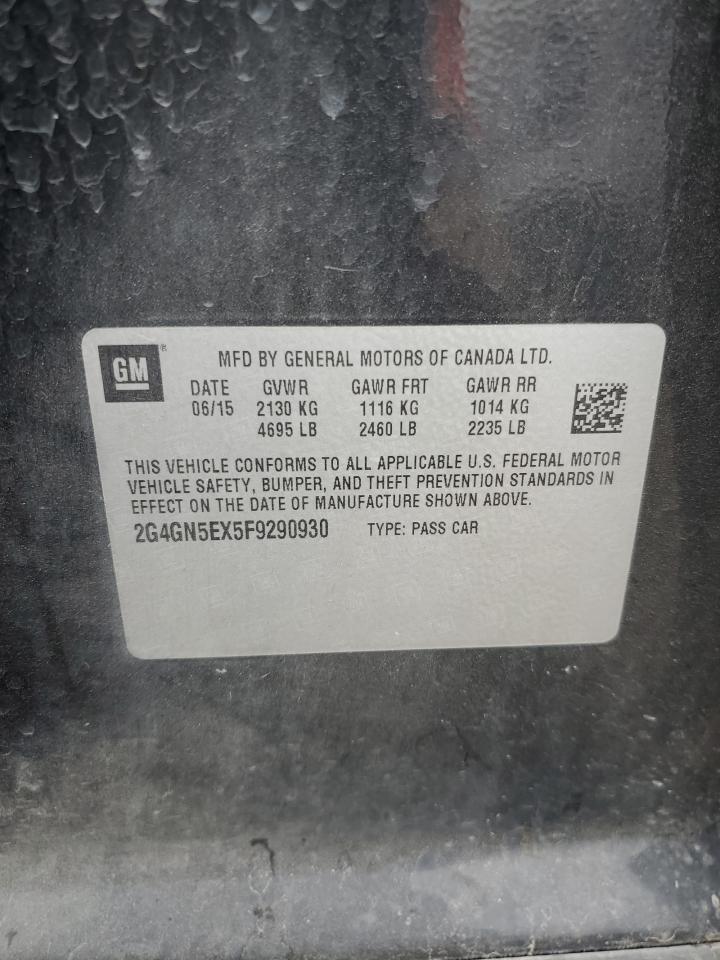 GM ®
MFD BY GENERAL MOTORS OF CANADA LTD.
DATE GVWR GAWR FRT GAWR RR
06/15 2130 KG 1116 KG 1014 KG
4695 LB 2460 LB 2235 LB
THIS VEHICLE CONFORMS TO ALL APPLICABLE U.S. FEDERAL MOTOR
VEHICLE SAFETY, BUMPER, AND THEFT PREVENTION STANDARDS IN
EFFECT ON THE DATE OF MANUFACTURE SHOWN ABOVE.
2G4GN5EX5F9290930 TYPE: PASS CAR